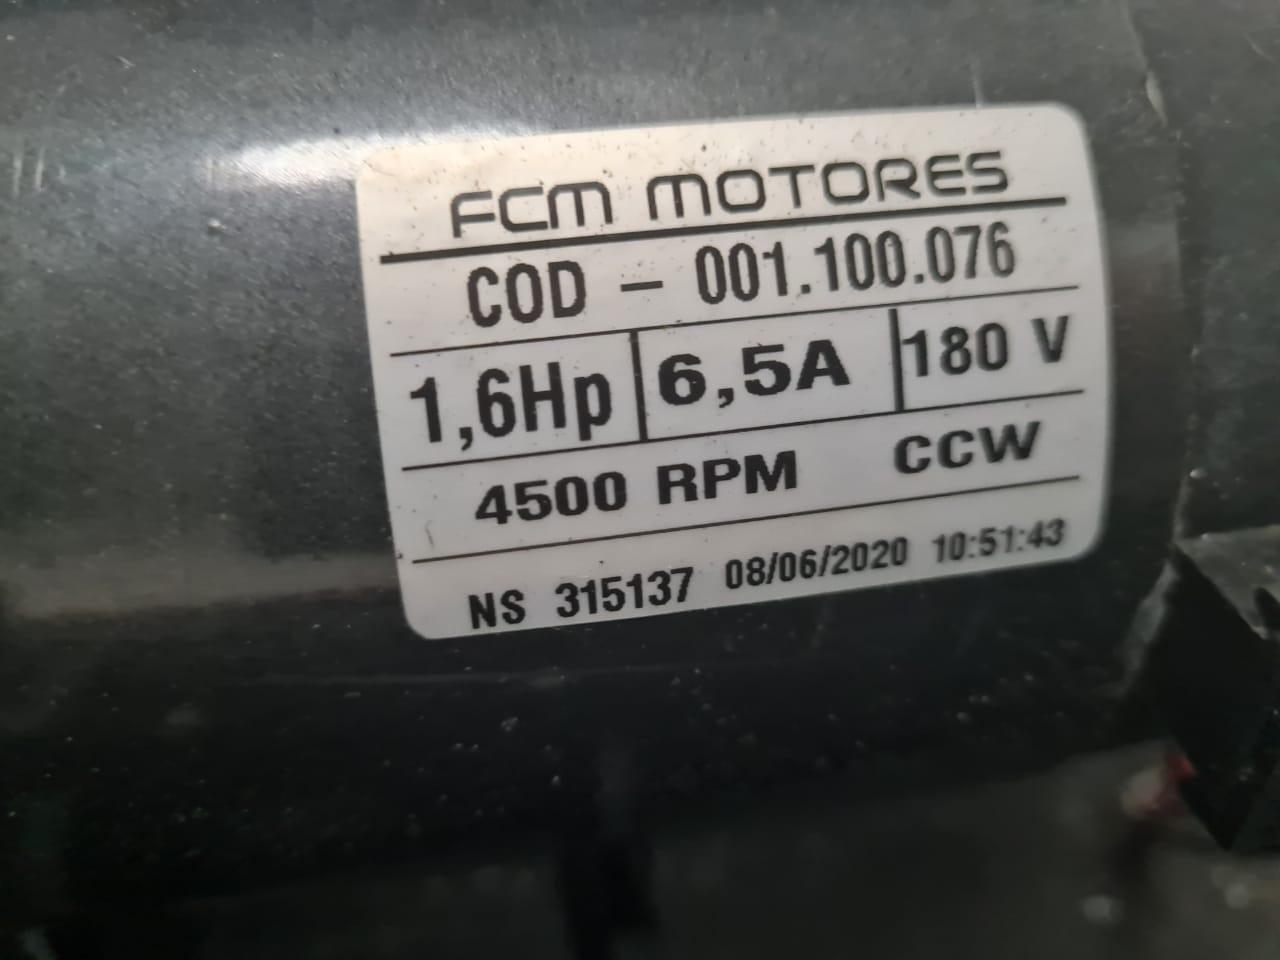 FCM MOTORES
COD - 001.100.076
1,6Hp 6,5A 180 V
4500 RPM CCW
NS 315137 08/06/2020 10:51:43